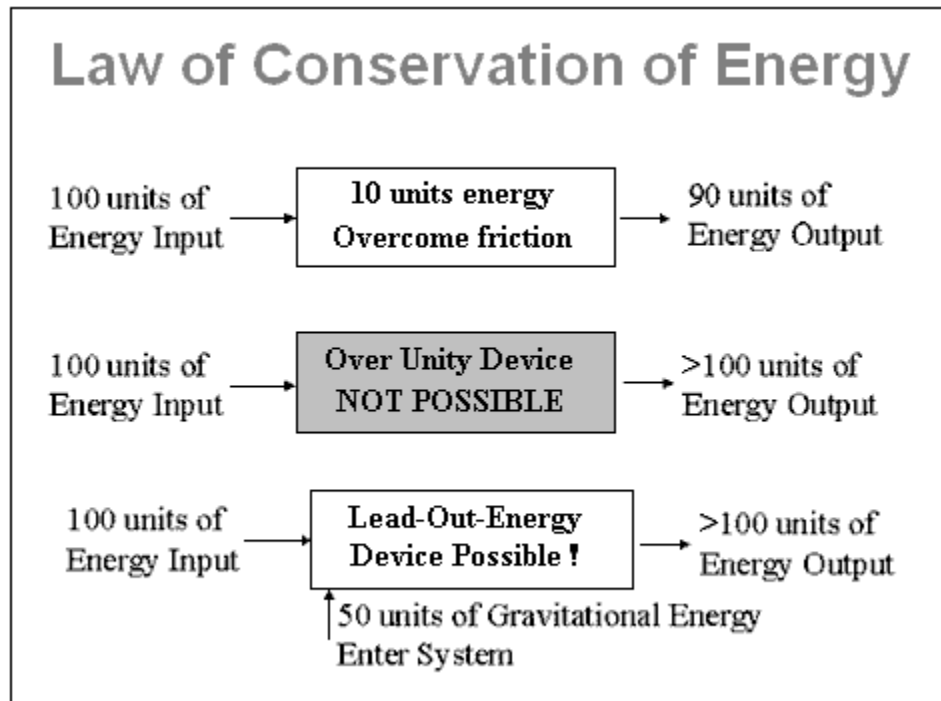 Law of Conservation of Energy
100 units of
Energy Input
10 units energy
Overcome friction
90 units of
Energy Output
100 units of
Energy Input
Over Unity Device
NOT POSSIBLE
>100 units of
Energy Output
100 units of
Energy Input
Lead-Out-Energy
Device Possible !
>100 units of
Energy Output
50 units of Gravitational Energy
Enter System